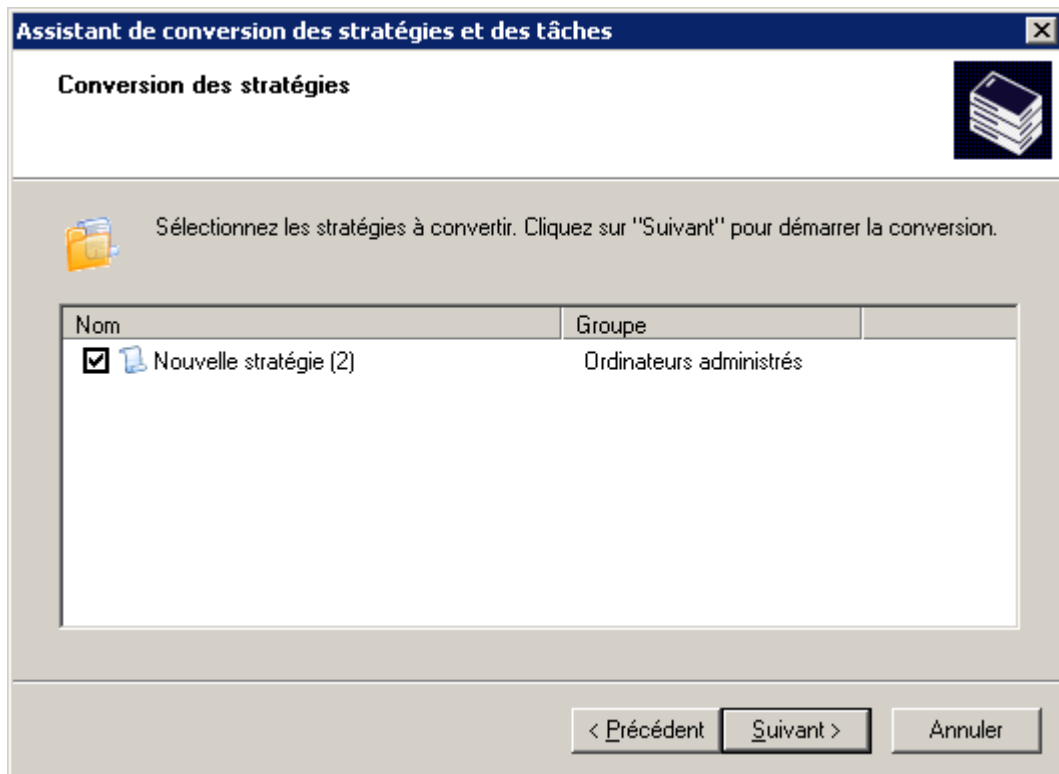 Assistant de conversion des stratégies et des tâches
Conversion des stratégies
Sélectionnez les stratégies à convertir. Cliquez sur "Suivant" pour démarrer la conversion.
Nom Groupe
Nouvelle stratégie (2) Ordinateurs administrés
< Précédent Suivant > Annuler